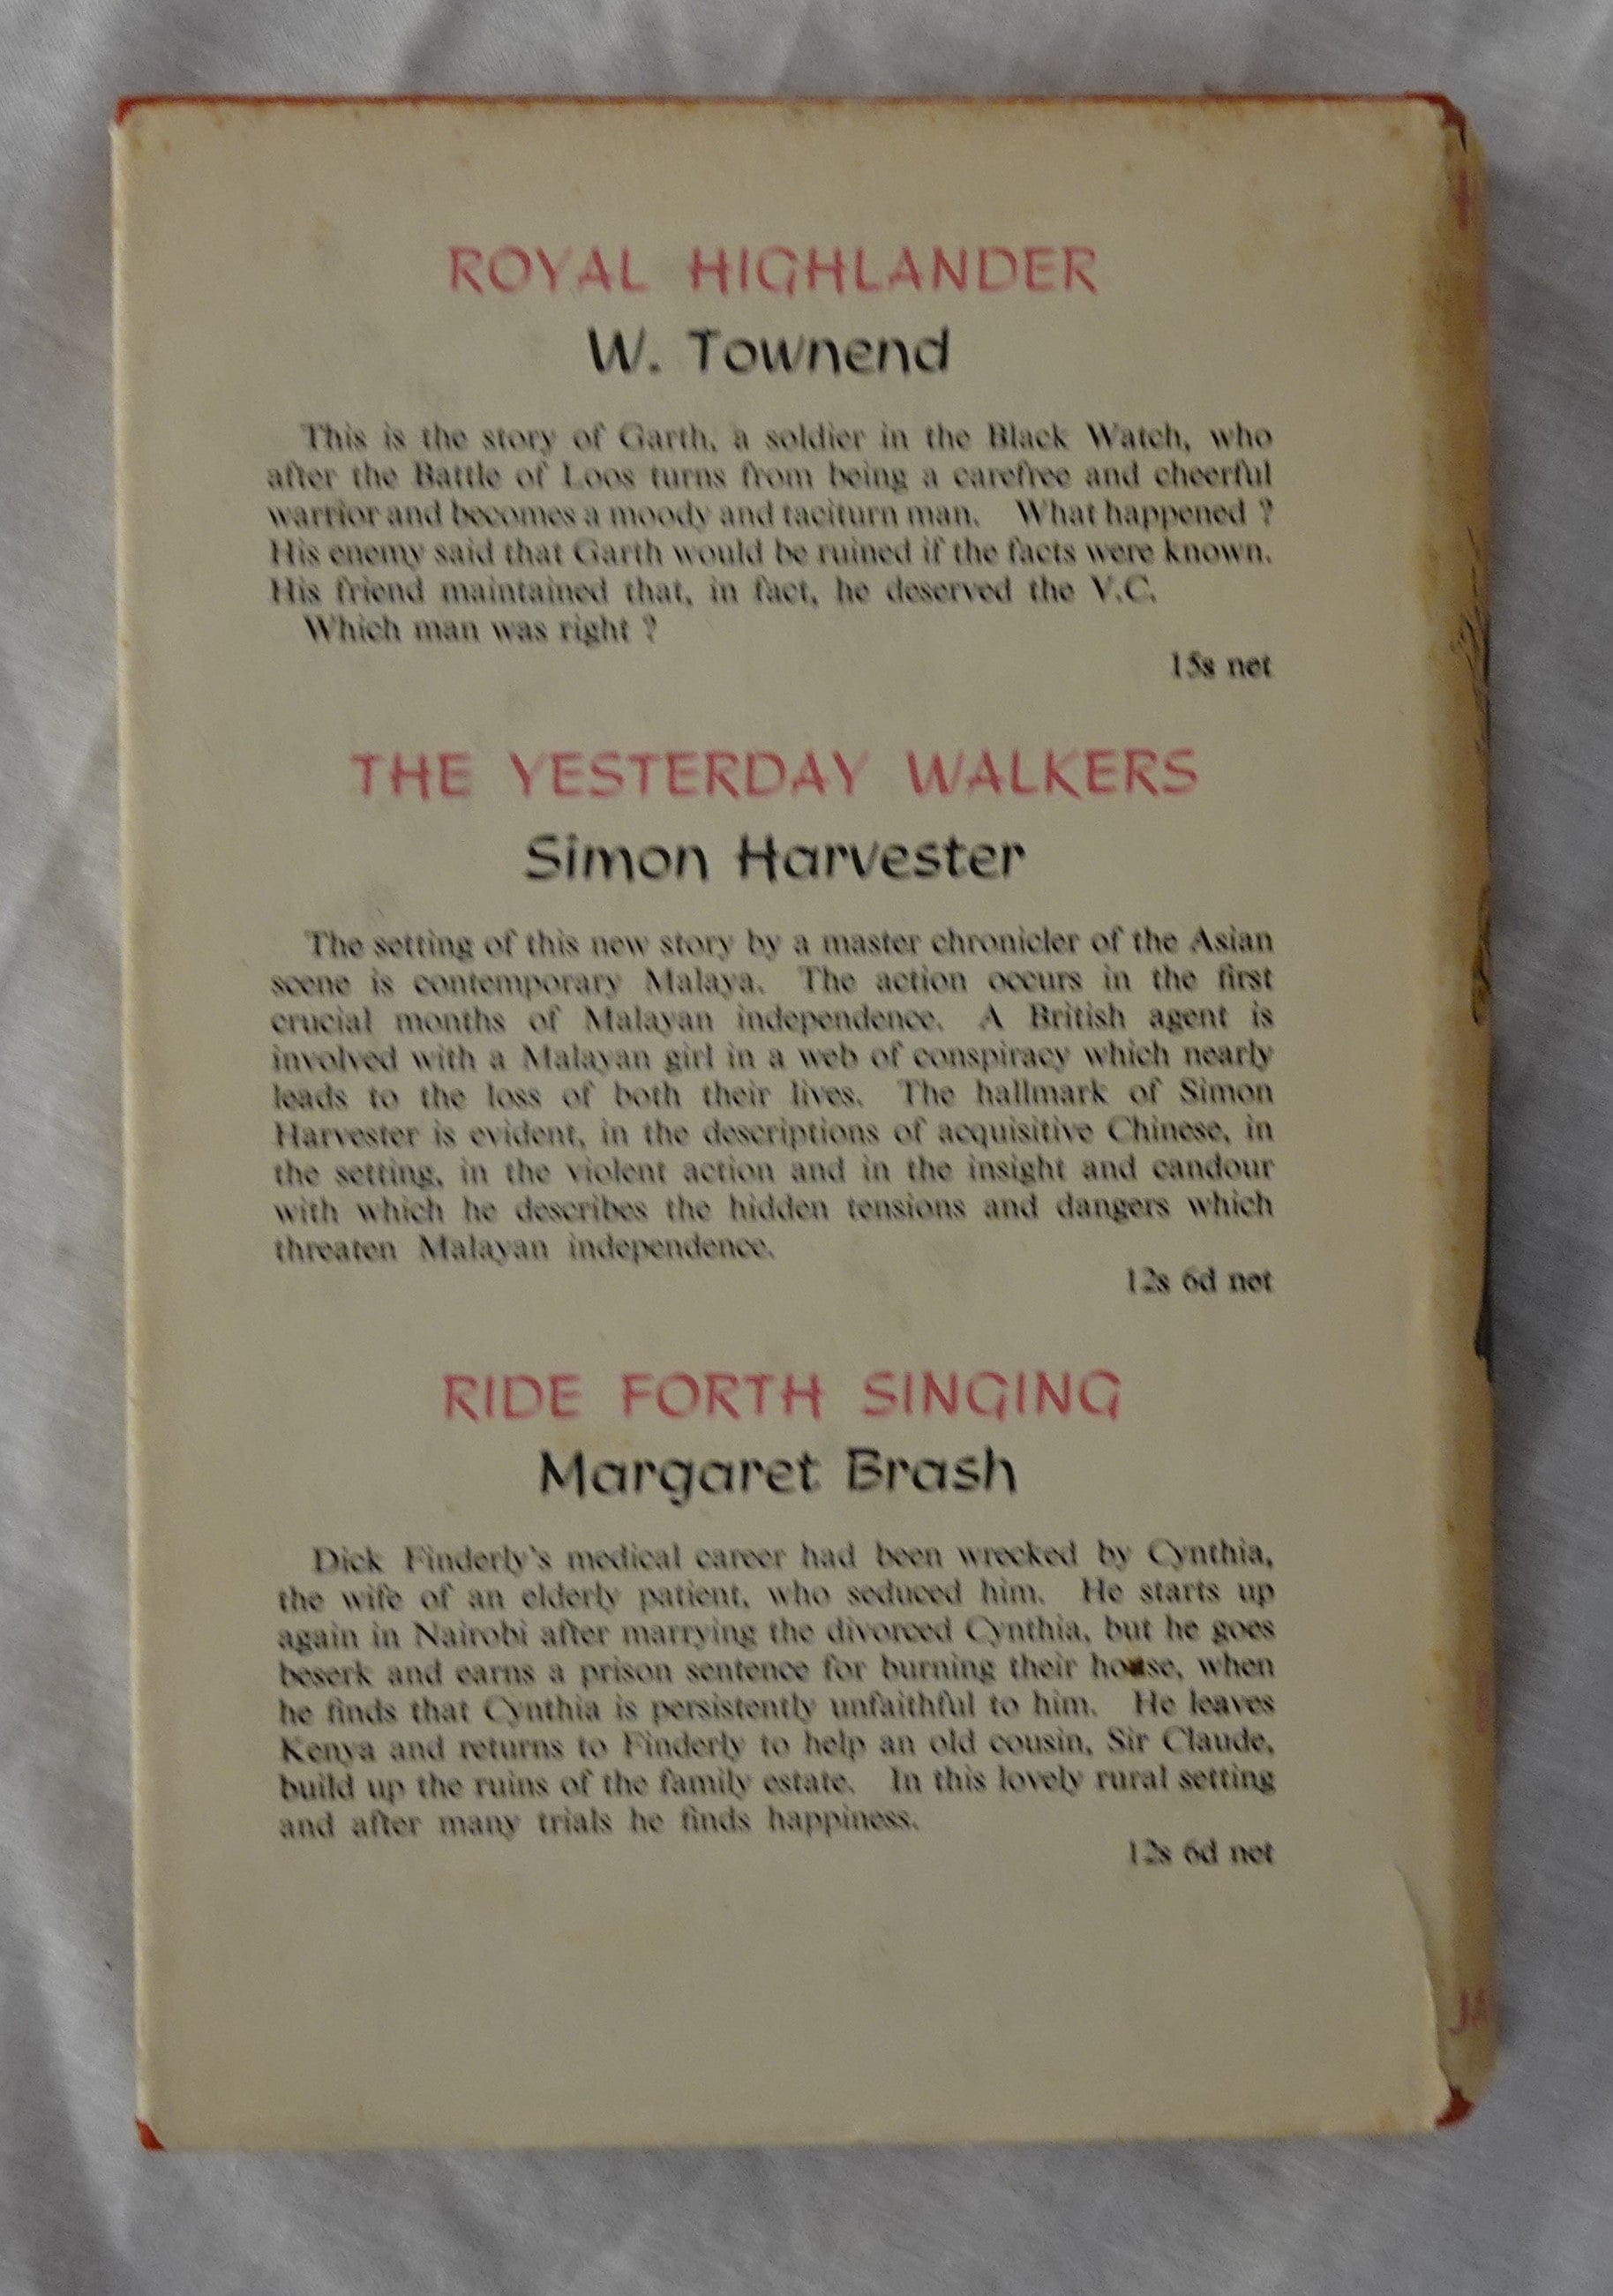 ROYAL HIGHLANDER
W. Townend
This is the story of Garth, a soldier in the Black Watch, who
after the Battle of Loos turns from being a carefree and cheerful
warrior and becomes a moody and taciturn man. What happened ?
His enemy said that Garth would be ruined if the facts were known.
His friend maintained that, in fact, he deserved the V.C.
Which man was right ?
15s net
THE YESTERDAY WALKERS
Simon Harvester
The setting of this new story by a master chronicler of the Asian
scene is contemporary Malaya. The action occurs in the first
crucial months of Malayan independence. A British agent is
involved with a Malayan girl in a web of conspiracy which nearly
leads to the loss of both their lives. The hallmark of Simon
Harvester is evident, in the descriptions of acquisitive Chinese, in
the setting, in the violent action and in the insight and candour
with which he describes the hidden tensions and dangers which
threaten Malayan independence.
12s 6d net
RIDE FORTH SINGING
Margaret Brash
Dick Finderly's medical career had been wrecked by Cynthia,
the wife of an elderly patient, who seduced him. He starts up
again in Nairobi after marrying the divorced Cynthia, but he goes
beserk and earns a prison sentence for burning their house, when
he finds that Cynthia is persistently unfaithful to him. He leaves
Kenya and returns to Finderly to help an old cousin, Sir Claude,
build up the ruins of the family estate. In this lovely rural setting
and after many trials he finds happiness.
12s 6d net
JA